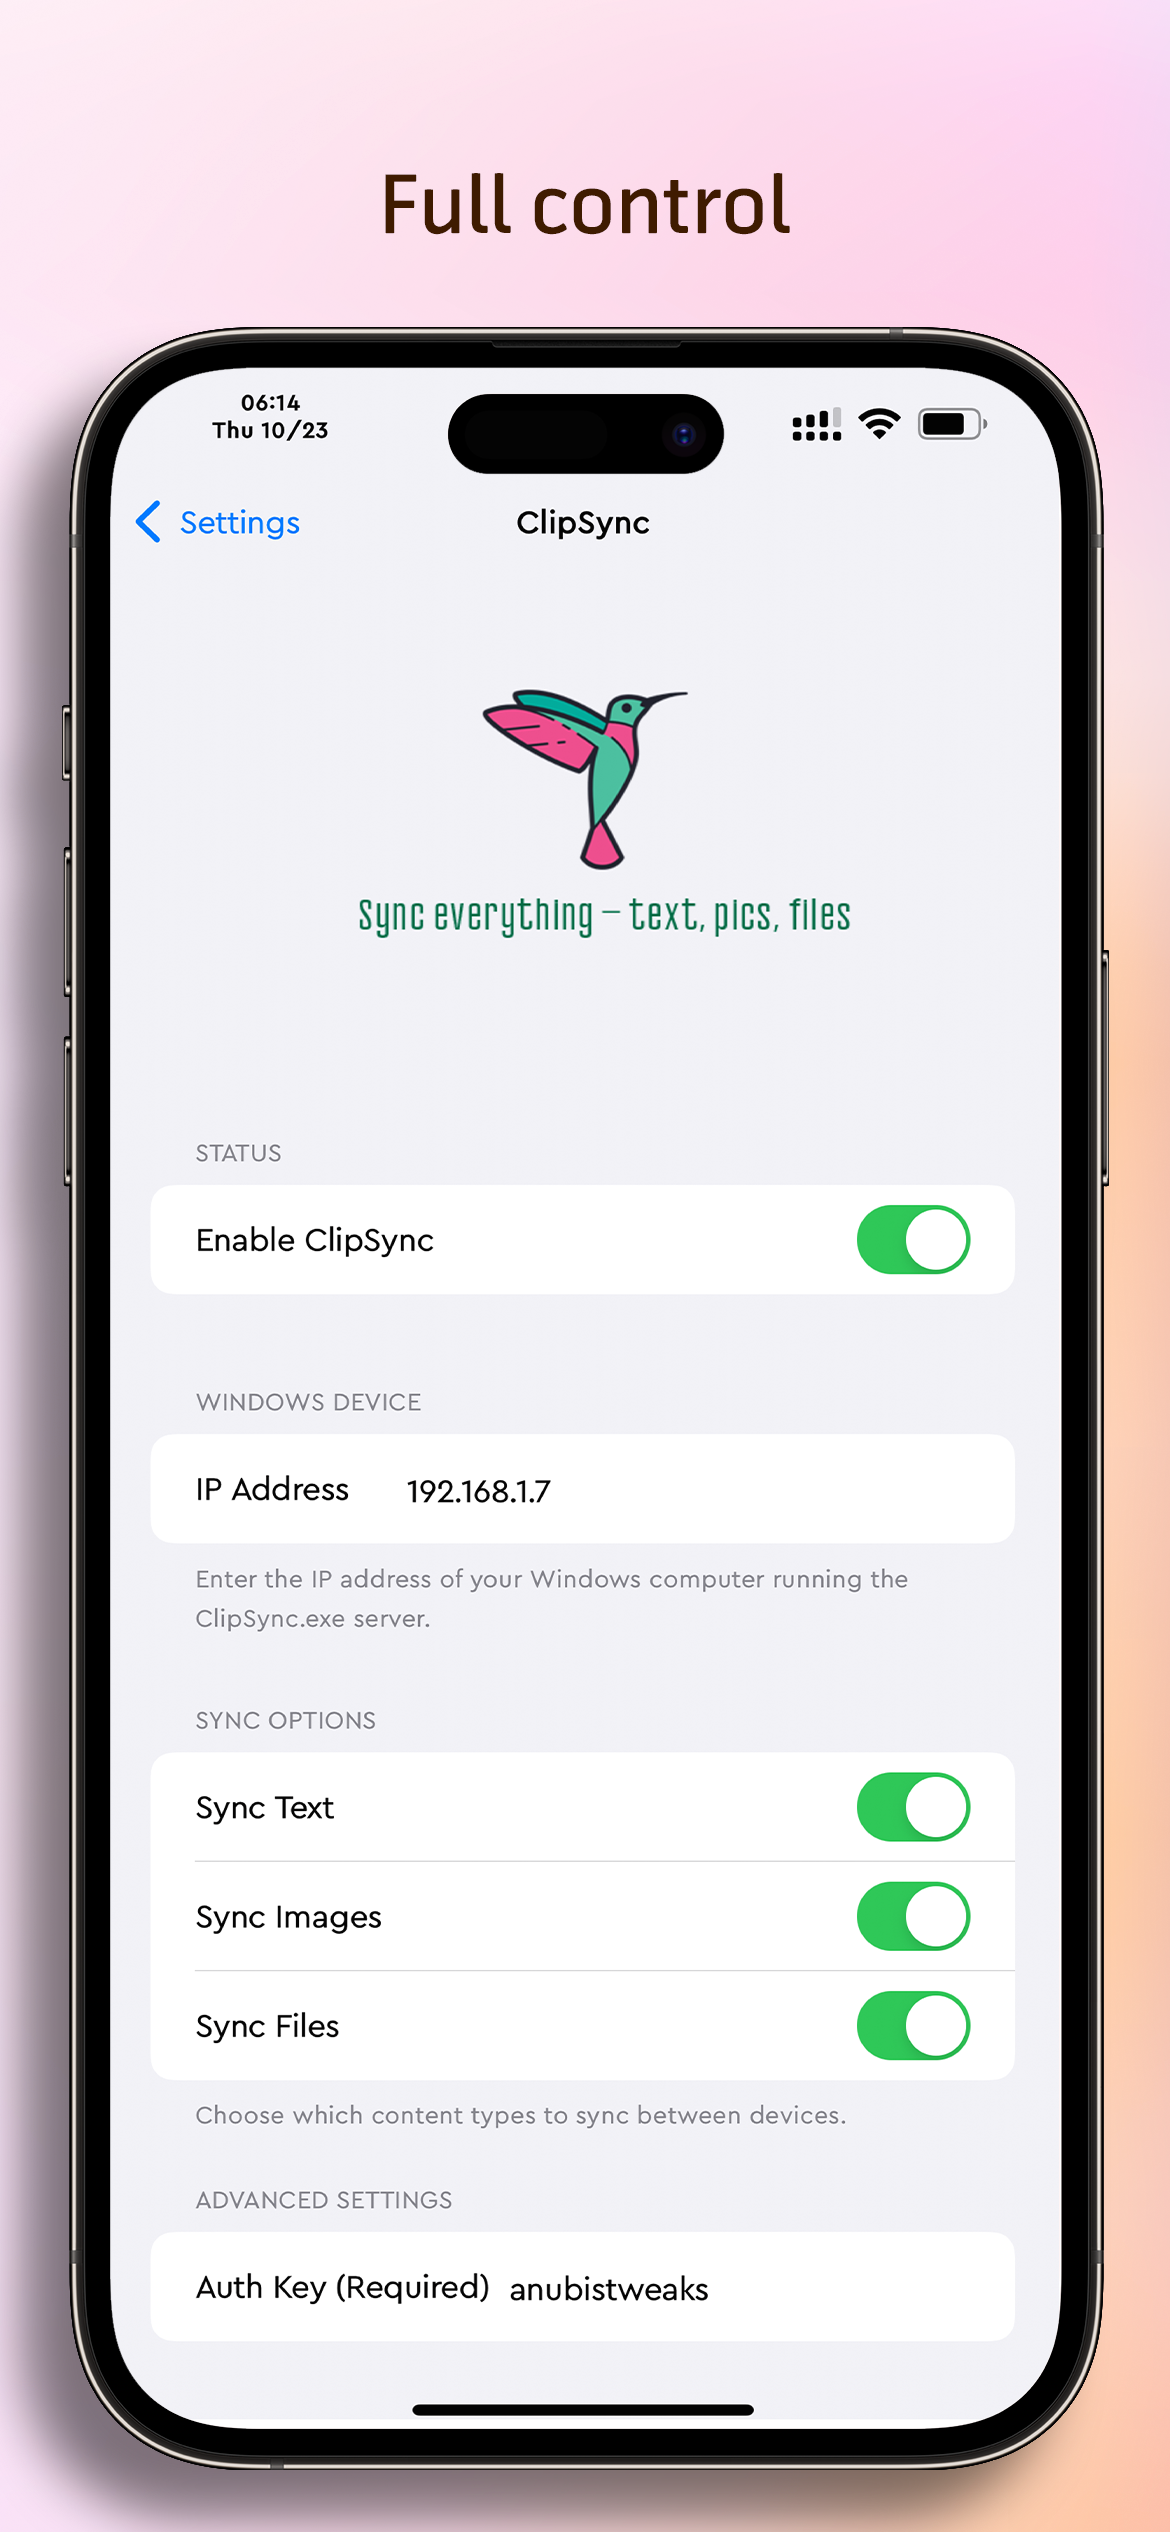 Full control
06:14
Thu 10/23
Settings
ClipSync
Sync everything – text, pics, files
STATUS
Enable ClipSync
WINDOWS DEVICE
IP Address 192.168.1.7
Enter the IP address of your Windows computer running the
ClipSync.exe server.
SYNC OPTIONS
Sync Text
Sync Images
Sync Files
Choose which content types to sync between devices.
ADVANCED SETTINGS
Auth Key (Required) anubistweaks